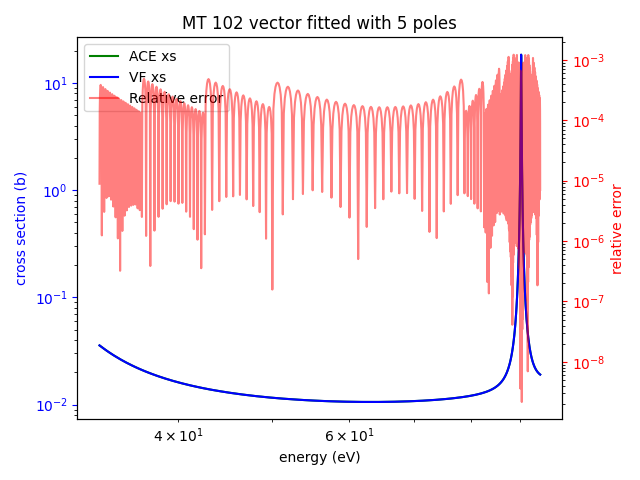 MT 102 vector fitted with 5 poles
ACE xs
VF xs
Relative error
cross section (b)
10¹
10⁰
10⁻¹
10⁻²
relative error
10⁻³
10⁻⁴
10⁻⁵
10⁻⁶
10⁻⁷
10⁻⁸
4 × 10¹
6 × 10¹
energy (eV)